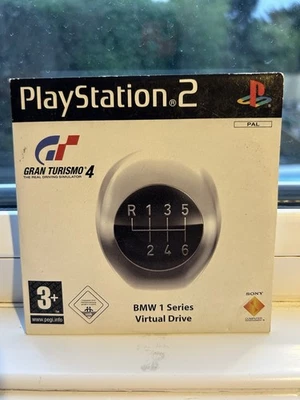 PlayStation®2
PAL
GRAN TURISMO 4
THE REAL DRIVING SIMULATOR
R 1 3 5
2 4 6
3+
www.pegi.info
BMW 1 Series
Virtual Drive
SONY